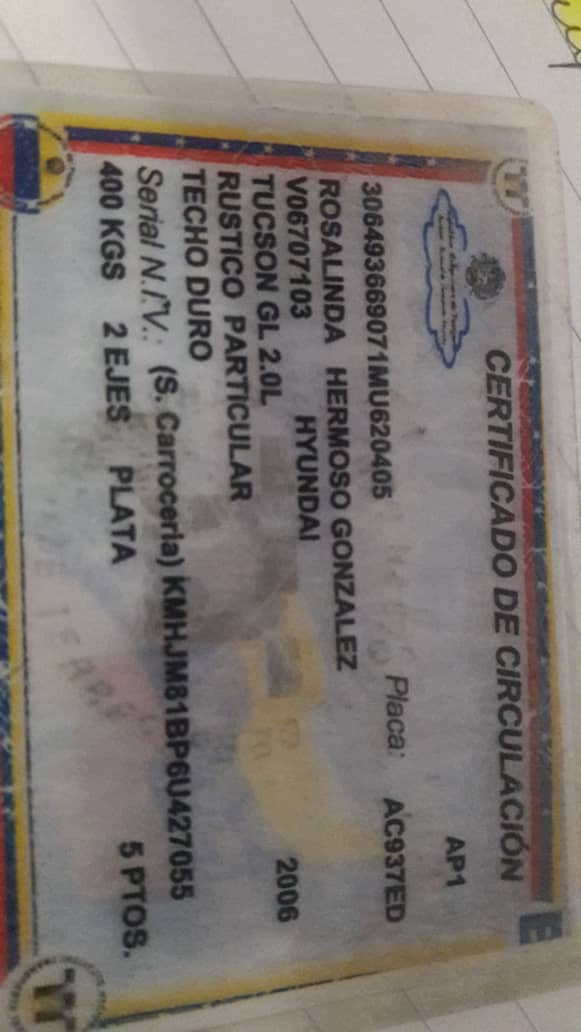 CERTIFICADO DE CIRCULACIÓN
AP1
306493669071MU620405 Placa: AC937ED
ROSALINDA HERMOSO GONZALEZ
V06707103 HYUNDAI
TUCSON GL 2.0L 2006
RUSTICO PARTICULAR
TECHO DURO
Serial N.I.V.: (S. Carroceria) KMHJM81BP6U427055
400 KGS 2 EJES PLATA 5 PTOS.